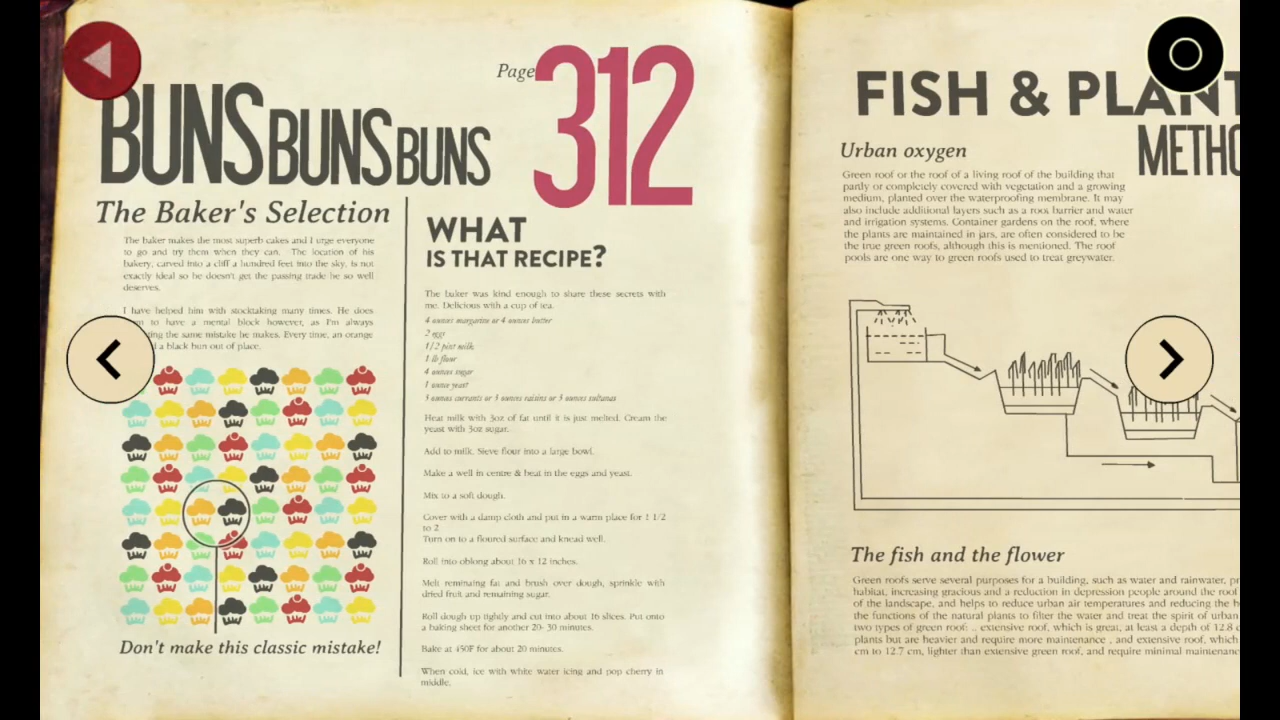 Page 312
BUNS BUNS BUNS
The Baker's Selection
The baker makes the most superb cakes and I urge everyone
to go and try them when they can. The location of his
bakery, carved into a cliff a hundred feet into the sky, is not
exactly ideal so he doesn't get the passing trade he so well
deserves.
I have helped him with stocktaking many times. He does
to have a mental block however, as I'm always
the same mistake he makes. Every time, an orange
a black bun out of place.
Don't make this classic mistake!
WHAT
IS THAT RECIPE?
The baker was kind enough to share these secrets with
me. Delicious with a cup of tea.
4 ounces margarine or 4 ounces butter
2 eggs
1/2 pint milk
1 lb flour
4 ounces sugar
1 ounce yeast
3 ounces currants or 3 ounces raisins or 3 ounces sultanas
Heat milk with 3oz of fat until it is just melted. Cream the
yeast with 3oz sugar.
Add to milk. Sieve flour into a large bowl.
Make a well in centre & beat in the eggs and yeast.
Mix to a soft dough.
Cover with a damp cloth and put in a warm place for 1 1/2
to 2
Turn on to a floured surface and knead well.
Roll into oblong about 16 x 12 inches.
Melt reminaing fat and brush over dough, sprinkle with
dried fruit and remaining sugar.
Roll dough up tightly and cut into about 16 slices. Put onto
a baking sheet for another 20- 30 minutes.
Bake at 450F for about 20 minutes.
When cold, ice with white water icing and pop cherry in
middle.
FISH & PLANT
METHO
Urban oxygen
Green roof or the roof of a living roof of the building that
partly or completely covered with vegetation and a growing
medium, planted over the waterproofing membrane. It may
also include additional layers such as a root barrier and water
and irrigation systems. Container gardens on the roof, where
the plants are maintained in jars, are often considered to be
the true green roofs, although this is mentioned. The roof
pools are one way to green roofs used to treat greywater.
The fish and the flower
Green roofs serve several purposes for a building, such as water and rainwater, pr
habitat, increasing gracious and a reduction in depression people around the roof
of the landscape, and helps to reduce urban air temperatures and reducing the h
the functions of the natural plants to filter the water and treat the spirit of urban
two types of green roof: .. extensive roof, which is great, at least a depth of 12.8 c
plants but are heavier and require more maintenance , and extensive roof, which
cm to 12.7 cm, lighter than extensive green roof, and require minimal maintenanc